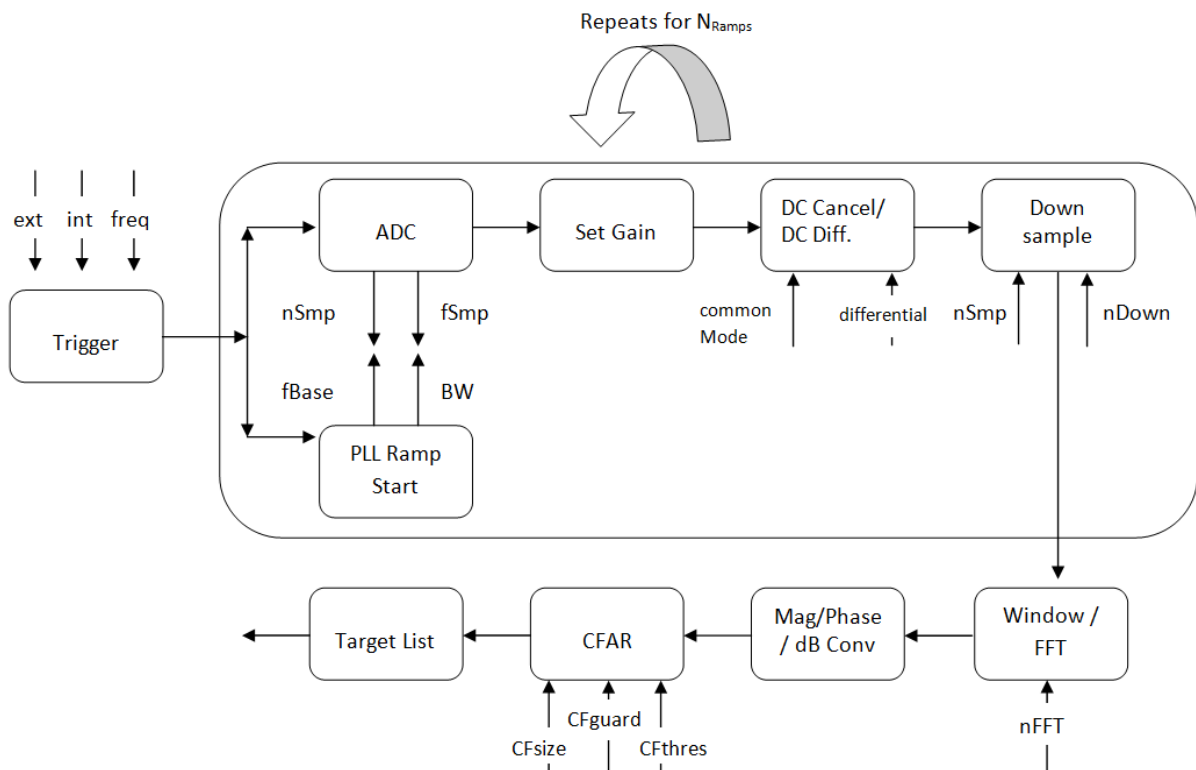 Repeats for NRamps
ext int freq
Trigger
ADC
Set Gain
DC Cancel/
DC Diff.
Down
sample
nSmp fSmp
fBase BW
PLL Ramp
Start
common
Mode
differential
nSmp
nDown
Target List
CFAR
Mag/Phase
/ dB Conv
Window /
FFT
CFsize
CFguard
CFthres
nFFT